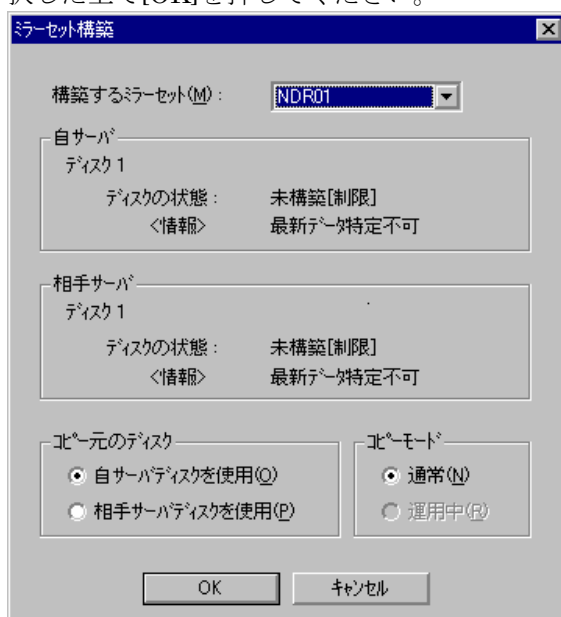 択した上で[OK]を押してください。
ミラーセット構築
構築するミラーセット(M) : NDR01
自サーバ
ディスク 1
ディスクの状態 : 未構築[制限]
<情報> 最新データ特定不可
相手サーバ
ディスク 1
ディスクの状態 : 未構築[制限]
<情報> 最新データ特定不可
コピー元のディスク
自サーバディスクを使用(O)
相手サーバディスクを使用(P)
コピーモード
通常(N)
運用中(R)
OK キャンセル